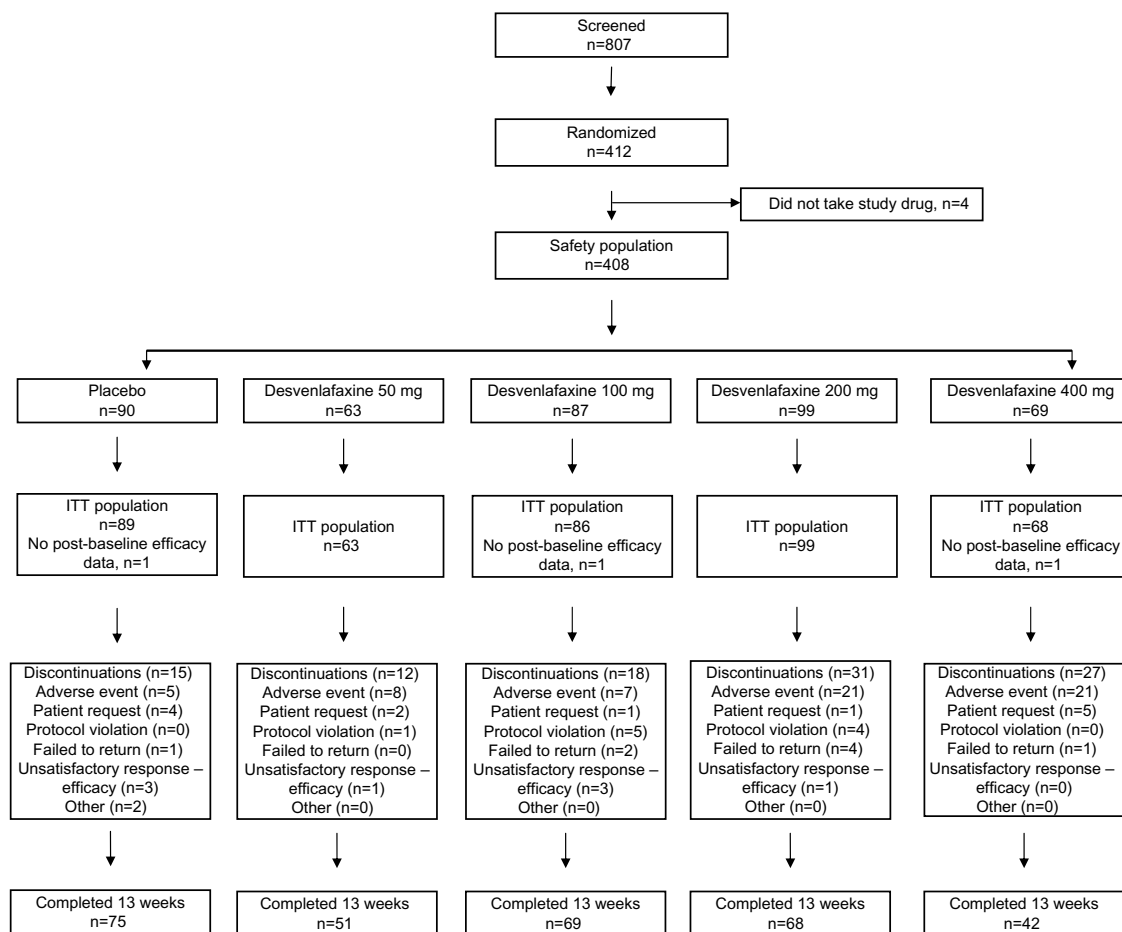 Screened
n=807
Randomized
n=412
Did not take study drug, n=4
Safety population
n=408
Placebo
n=90
Desvenlafaxine 50 mg
n=63
Desvenlafaxine 100 mg
n=87
Desvenlafaxine 200 mg
n=99
Desvenlafaxine 400 mg
n=69
ITT population
n=89
No post-baseline efficacy
data, n=1
ITT population
n=63
ITT population
n=86
No post-baseline efficacy
data, n=1
ITT population
n=99
ITT population
n=68
No post-baseline efficacy
data, n=1
Discontinuations (n=15)
Adverse event (n=5)
Patient request (n=4)
Protocol violation (n=0)
Failed to return (n=1)
Unsatisfactory response –
efficacy (n=3)
Other (n=2)
Discontinuations (n=12)
Adverse event (n=8)
Patient request (n=2)
Protocol violation (n=1)
Failed to return (n=0)
Unsatisfactory response –
efficacy (n=1)
Other (n=0)
Discontinuations (n=18)
Adverse event (n=7)
Patient request (n=1)
Protocol violation (n=5)
Failed to return (n=2)
Unsatisfactory response –
efficacy (n=3)
Other (n=0)
Discontinuations (n=31)
Adverse event (n=21)
Patient request (n=1)
Protocol violation (n=4)
Failed to return (n=4)
Unsatisfactory response –
efficacy (n=1)
Other (n=0)
Discontinuations (n=27)
Adverse event (n=21)
Patient request (n=5)
Protocol violation (n=0)
Failed to return (n=1)
Unsatisfactory response –
efficacy (n=0)
Other (n=0)
Completed 13 weeks
n=75
Completed 13 weeks
n=51
Completed 13 weeks
n=69
Completed 13 weeks
n=68
Completed 13 weeks
n=42